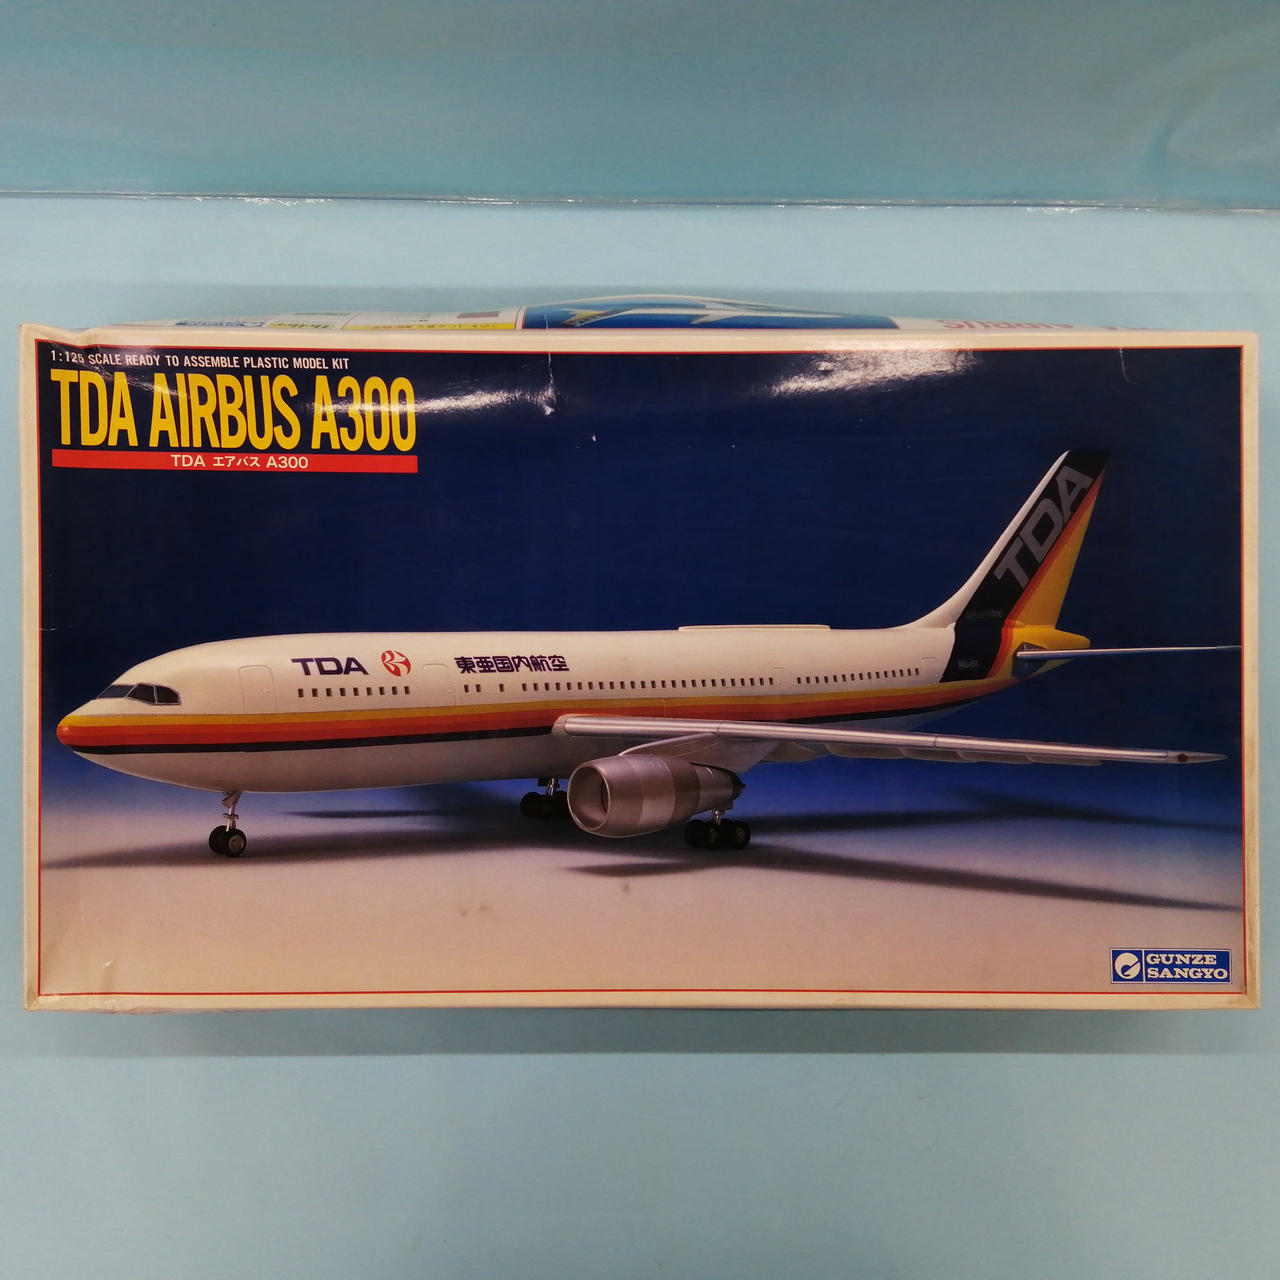 1:125 SCALE READY TO ASSEMBLE PLASTIC MODEL KIT
TDA AIRBUS A300
TDA エアバス A300
TDA
TDA 東亜国内航空
GUNZE
SANGYO